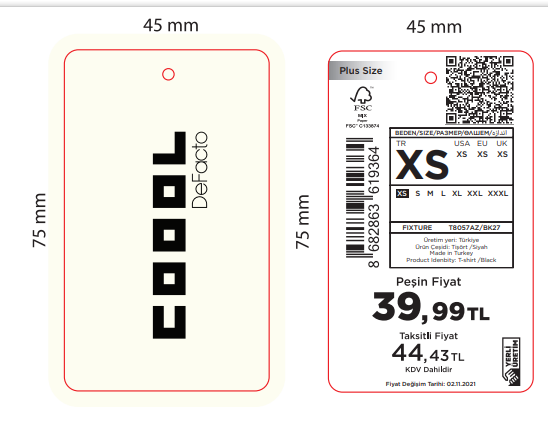 45 mm
75 mm
COOOL
DeFacto
45 mm
75 mm
Plus Size
FSC
MIX
Paper
FSC® C133674
8 682863 619364
BEDEN/SIZE/РАЗМЕР/ӨЛШЕМ/اندازه
TR USA EU UK
XS XS XS XS
XS S M L XL XXL XXXL
FIXTURE T8057AZ/BK27
Üretim yeri: Türkiye
Ürün Çeşidi: Tişört /Siyah
Made in Turkey
Product Idenbity: T-shirt /Black
Peşin Fiyat
39,99TL
Taksitli Fiyat
44,43TL
KDV Dahildir
YERLİ
ÜRETİM
Fiyat Değişim Tarihi: 02.11.2021